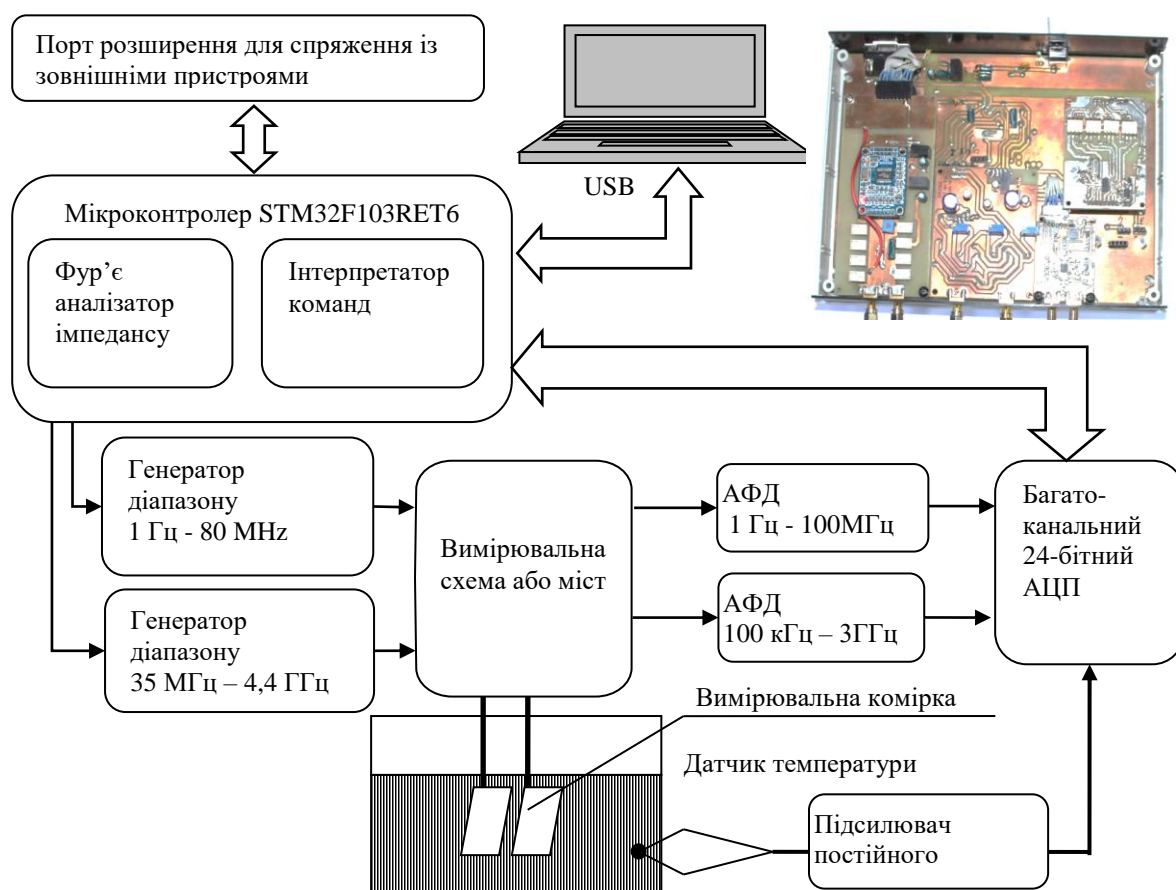 Порт розширення для спряження із
зовнішніми пристроями
USB
Мікроконтролер STM32F103RET6
Фур’є
аналізатор
імпедансу
Інтерпретатор
команд
Генератор
діапазону
1 Гц - 80 MHz
Генератор
діапазону
35 МГц – 4,4 ГГц
Вимірювальна
схема або міст
АФД
1 Гц - 100МГц
АФД
100 кГц – 3ГГц
Багато-
канальний
24-бітний
АЦП
Вимірювальна комірка
Датчик температури
Підсилювач
постійного